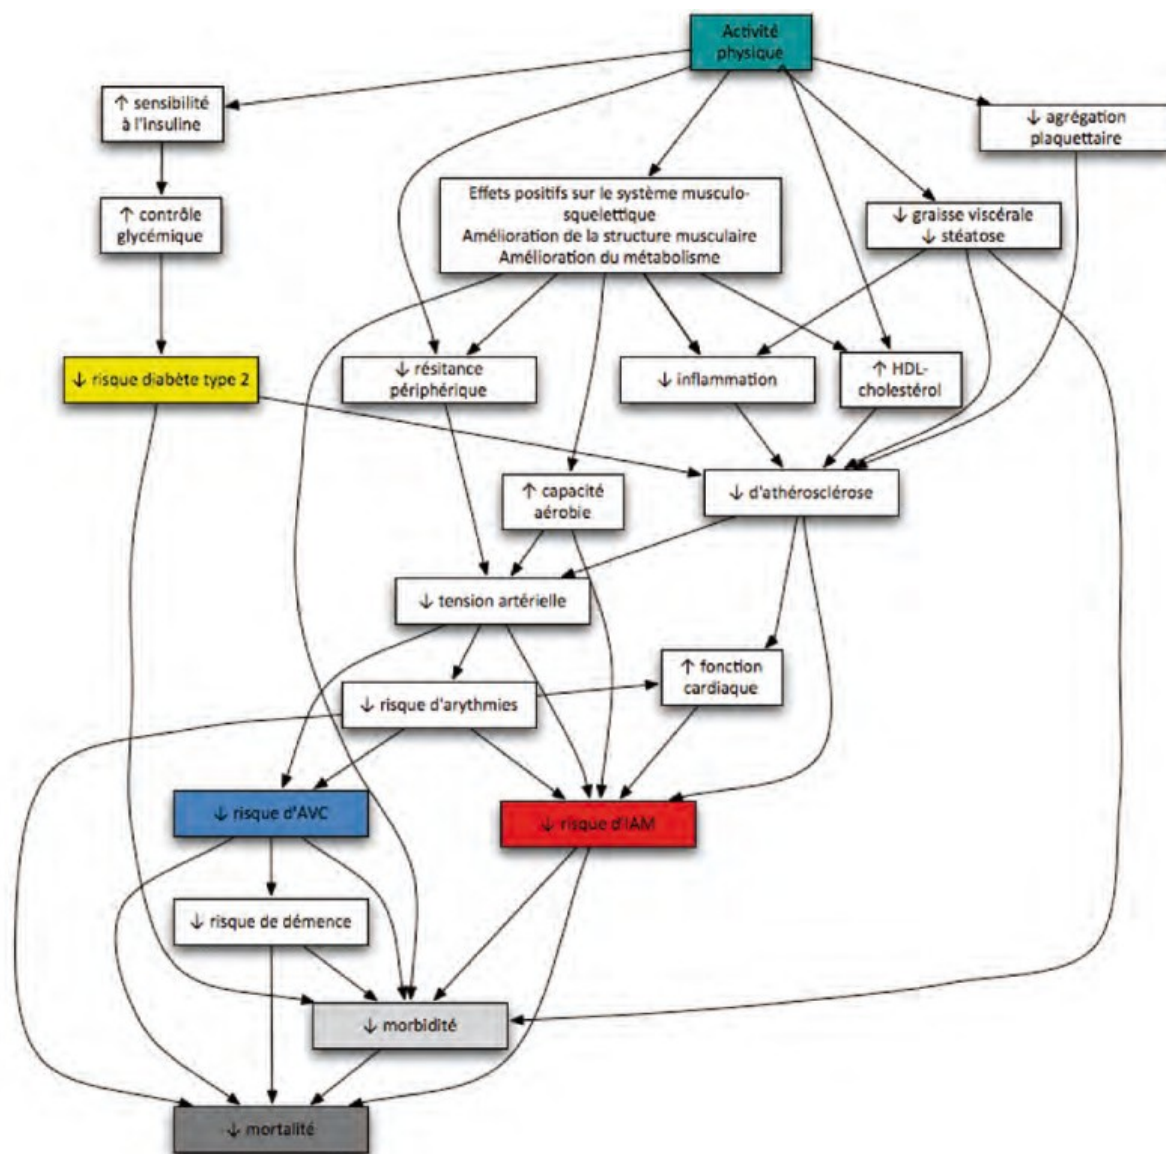 Activité
physique
↑ sensibilité
à l'insuline
↓ agrégation
plaquettaire
Effets positifs sur le système musculo-
squelettique
Amélioration de la structure musculaire
Amélioration du métabolisme
↑ contrôle
glycémique
↓ graisse viscérale
↓ stéatose
↓ risque diabète type 2
↓ résitance
périphérique
↓ inflammation
↑ HDL-
cholestérol
↑ capacité
aérobie
↓ d'athérosclérose
↓ tension artérielle
↑ fonction
cardiaque
↓ risque d'arythmies
↓ risque d'AVC
↓ risque d'IAM
↓ risque de démence
↓ morbidité
↓ mortalité